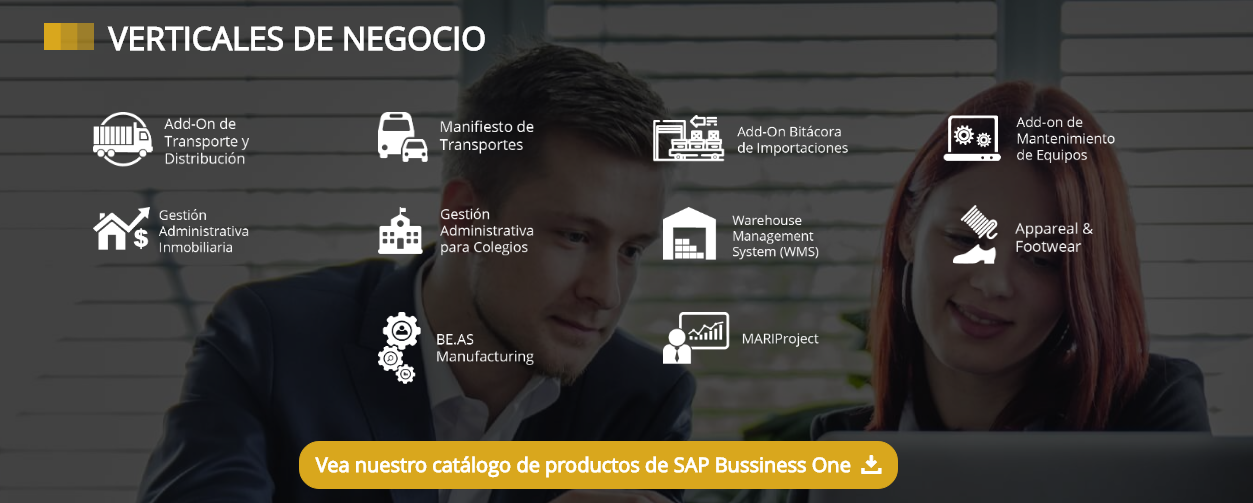 VERTICALES DE NEGOCIO
Add-On de
Transporte y
Distribución
Manifiesto de
Transportes
Add-On Bitácora
de Importaciones
Add-on de
Mantenimiento
de Equipos
Gestión
Administrativa
Inmobiliaria
$
Gestión
Administrativa
para Colegios
Warehouse
Management
System (WMS)
Appareal &
Footwear
BE.AS
Manufacturing
MARIProject
Vea nuestro catálogo de productos de SAP Bussiness One